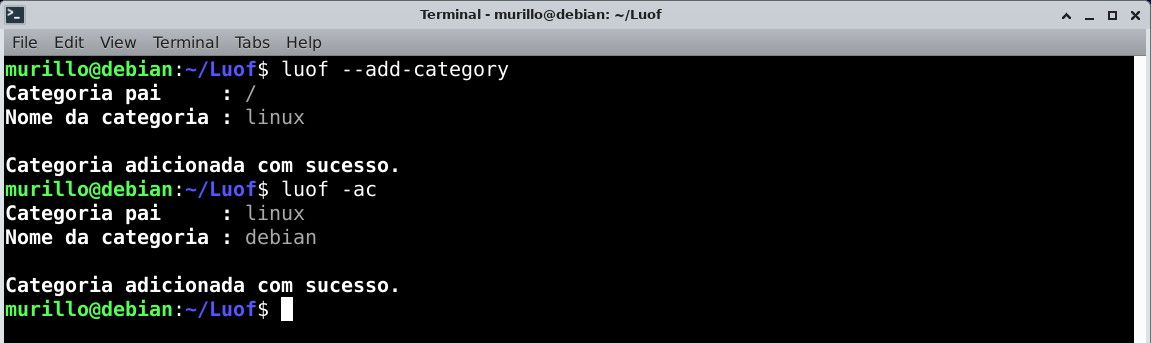 Terminal - murillo@debian: ~/Luof
File Edit View Terminal Tabs Help
murillo@debian:~/Luof$ luof --add-category
Categoria pai     : /
Nome da categoria : linux
Categoria adicionada com sucesso.
murillo@debian:~/Luof$ luof -ac
Categoria pai     : linux
Nome da categoria : debian
Categoria adicionada com sucesso.
murillo@debian:~/Luof$